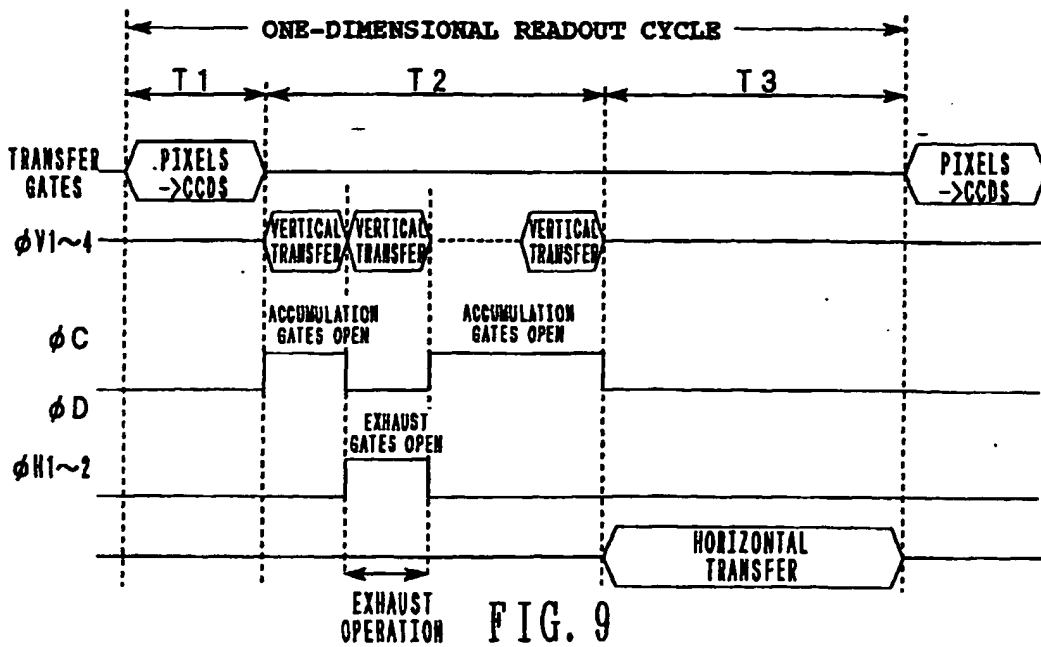 ONE-DIMENSIONAL READOUT CYCLE
T1 T2 T3
TRANSFER
GATES
.PIXELS
->CCDS
PIXELS
->CCDS
φV1~4
VERTICAL
TRANSFER
VERTICAL
TRANSFER
VERTICAL
TRANSFER
φC
ACCUMULATION
GATES OPEN
ACCUMULATION
GATES OPEN
φD
EXHAUST
GATES OPEN
φH1~2
HORIZONTAL
TRANSFER
EXHAUST
OPERATION
FIG. 9